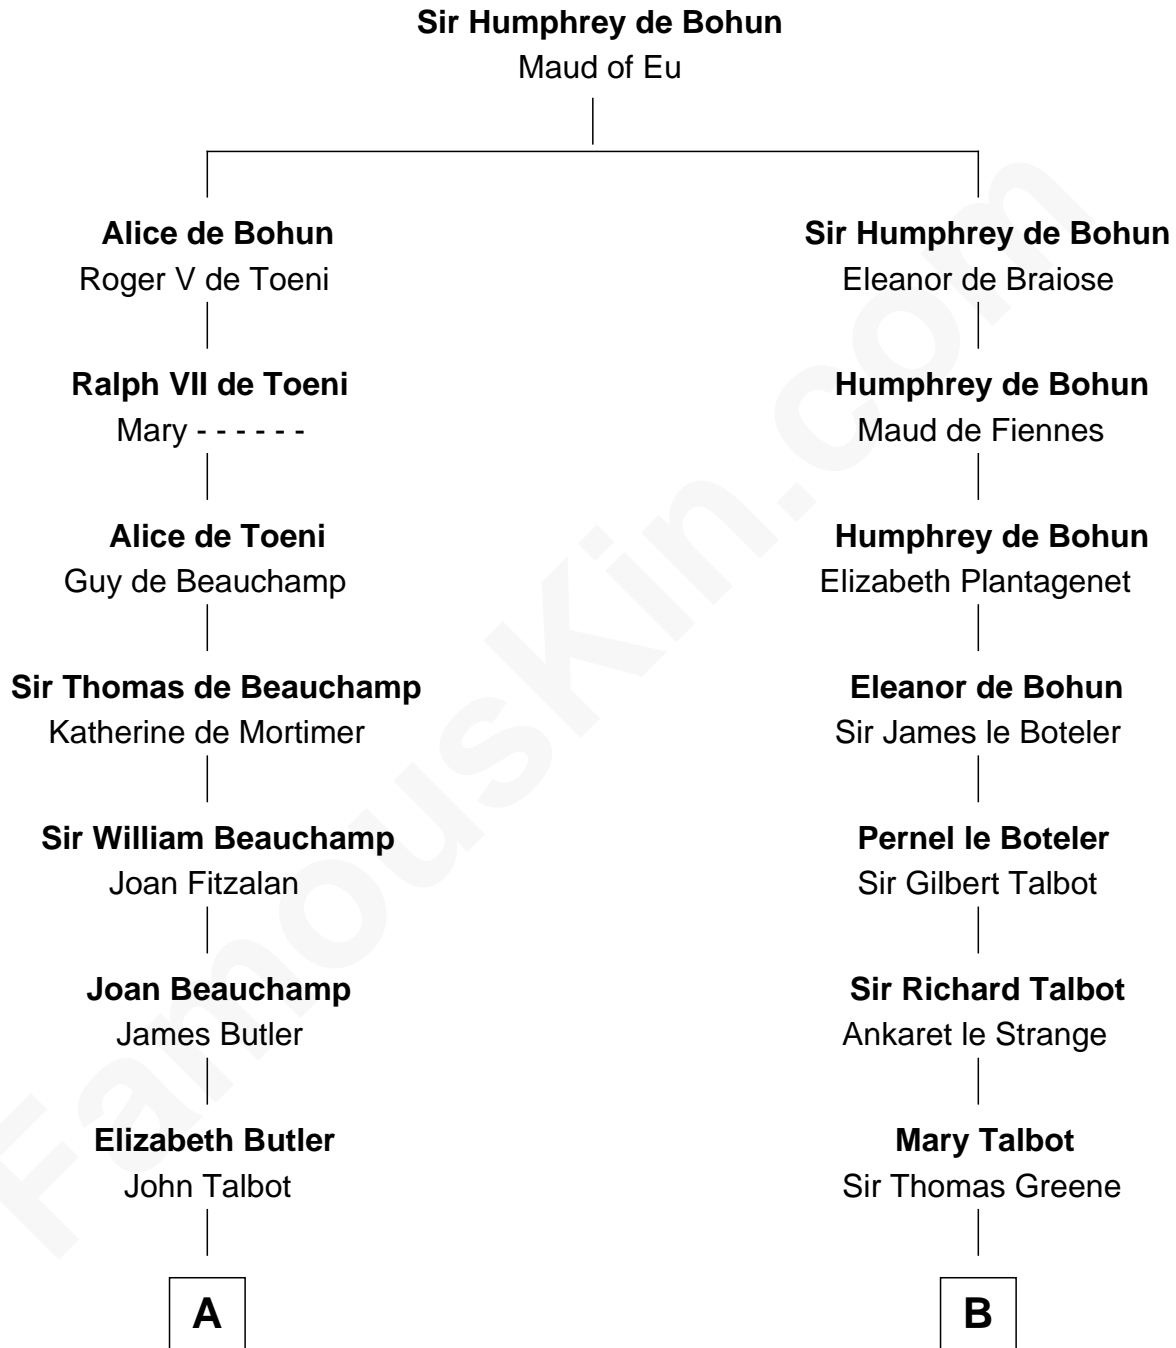 Sir Humphrey de Bohun
Maud of Eu
Alice de Bohun
Roger V de Toeni
Sir Humphrey de Bohun
Eleanor de Braiose
Ralph VII de Toeni
Mary - - - - - -
Humphrey de Bohun
Maud de Fiennes
Alice de Toeni
Guy de Beauchamp
Humphrey de Bohun
Elizabeth Plantagenet
Sir Thomas de Beauchamp
Katherine de Mortimer
Eleanor de Bohun
Sir James le Boteler
Sir William Beauchamp
Joan Fitzalan
Pernel le Boteler
Sir Gilbert Talbot
Joan Beauchamp
James Butler
Sir Richard Talbot
Ankaret le Strange
Elizabeth Butler
John Talbot
Mary Talbot
Sir Thomas Greene
A
B
FamousKin.com